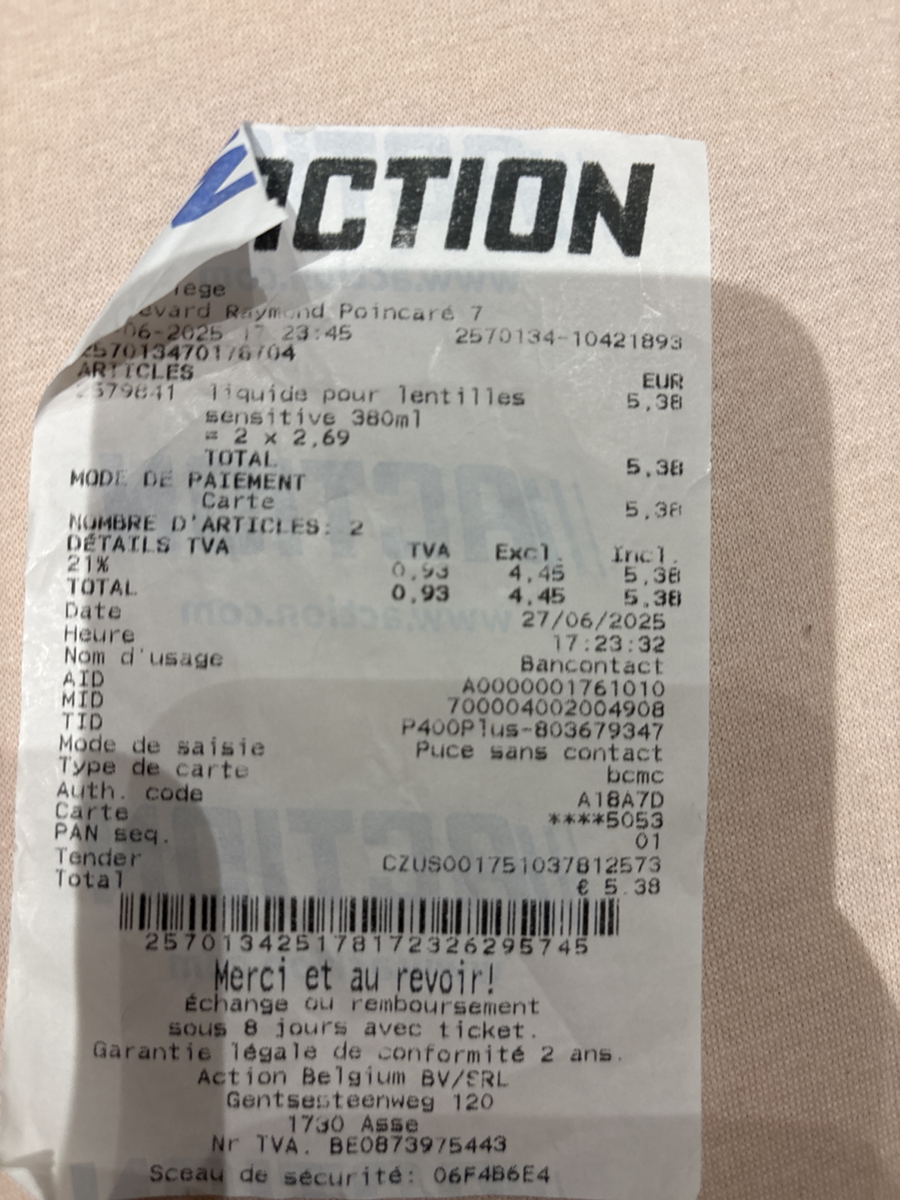 ACTION
iege
evard Raymond Poincaré 7
06-2025 17 23:45 2570134-10421893
ARTICLES EUR
2579841 liquide pour lentilles 5,38
sensitive 380ml
= 2 x 2,69
TOTAL 5,38
MODE DE PAIEMENT
Carte 5,38
NOMBRE D'ARTICLES: 2
DÉTAILS TVA TVA Excl. Incl.
21% 0,93 4,45 5,38
TOTAL 0,93 4,45 5,38
Date 27/06/2025
Heure 17:23:32
Nom d'usage Bancontact
AID A0000001761010
MID 700004002004908
TID P400Plus-803679347
Mode de saisie Puce sans contact
Type de carte bcmc
Auth. code A18A7D
Carte ****5053
PAN seq. 01
Tender CZUS001751037812573
Total € 5.38
257013425178172326295745
Merci et au revoir!
Échange ou remboursement
sous 8 jours avec ticket.
Garantie légale de conformité 2 ans.
Action Belgium BV/SRL
Gentsesteenweg 120
1730 Asse
Nr TVA. BE0873975443
Sceau de sécurité: 06F4B6E4